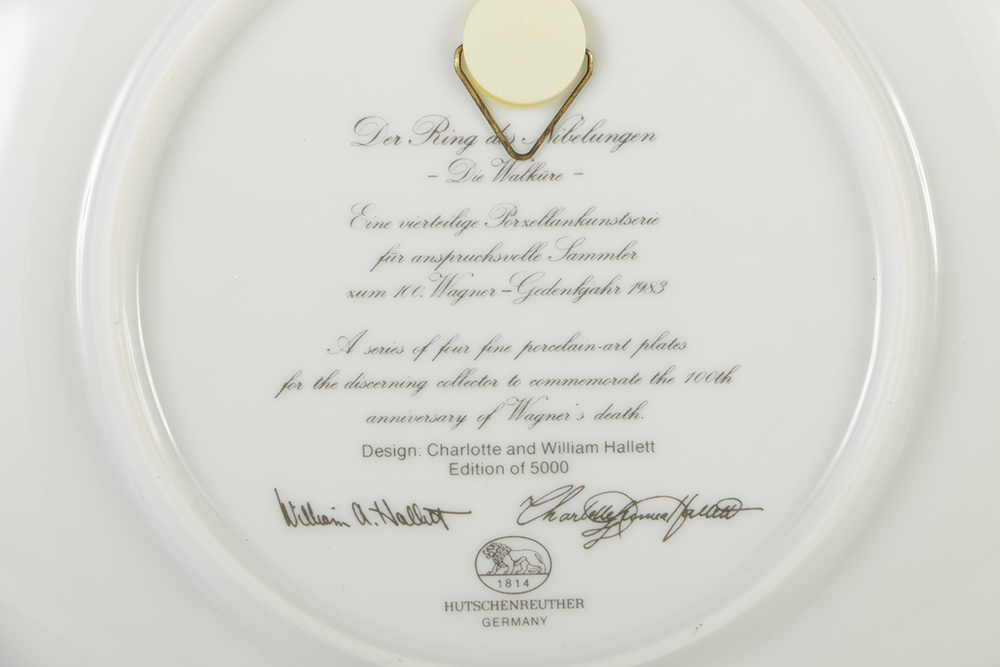 Der Ring des Nibelungen
– Die Walküre –
Eine vierteilige Porzellankunstserie
für anspruchsvolle Sammler
zum 100. Wagner–Gedenkjahr 1983
A series of four fine porcelain-art plates
for the discerning collector to commemorate the 100th
anniversary of Wagner's death.
Design: Charlotte and William Hallett
Edition of 5000
William A. Hallett Charlotte Hallett
1814
HUTSCHENREUTHER
GERMANY